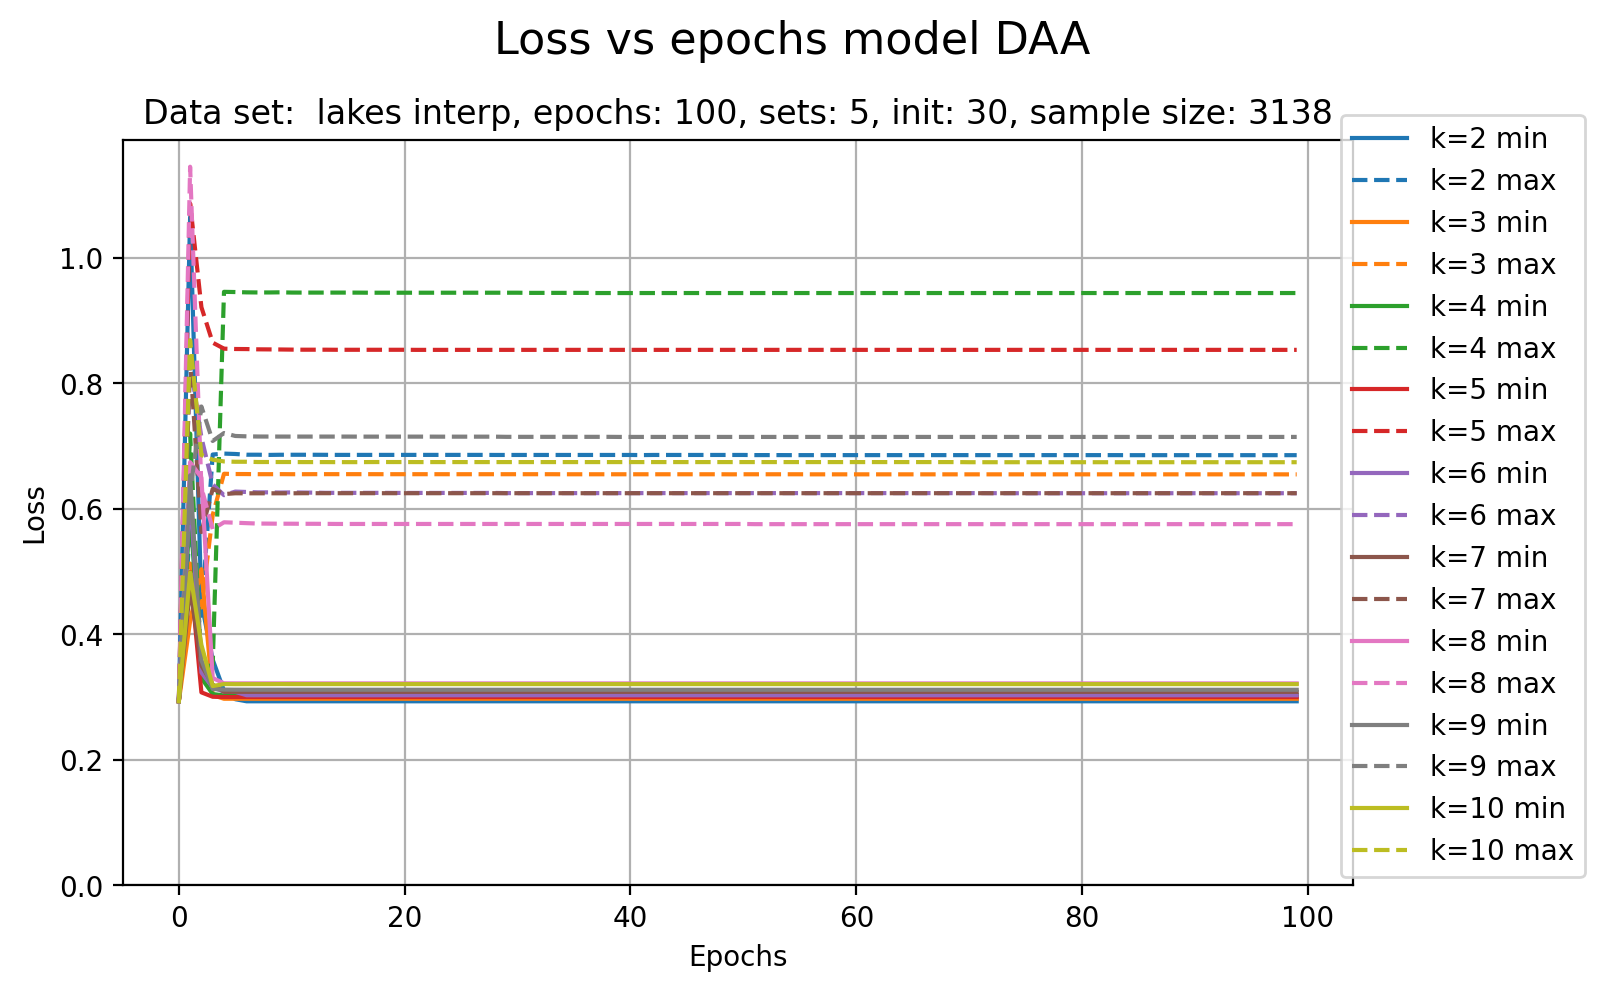 Loss vs epochs model DAA
Data set:  lakes interp, epochs: 100, sets: 5, init: 30, sample size: 3138
Loss
1.0
0.8
0.6
0.4
0.2
0.0
0 20 40 60 80 100
Epochs
k=2 min
k=2 max
k=3 min
k=3 max
k=4 min
k=4 max
k=5 min
k=5 max
k=6 min
k=6 max
k=7 min
k=7 max
k=8 min
k=8 max
k=9 min
k=9 max
k=10 min
k=10 max